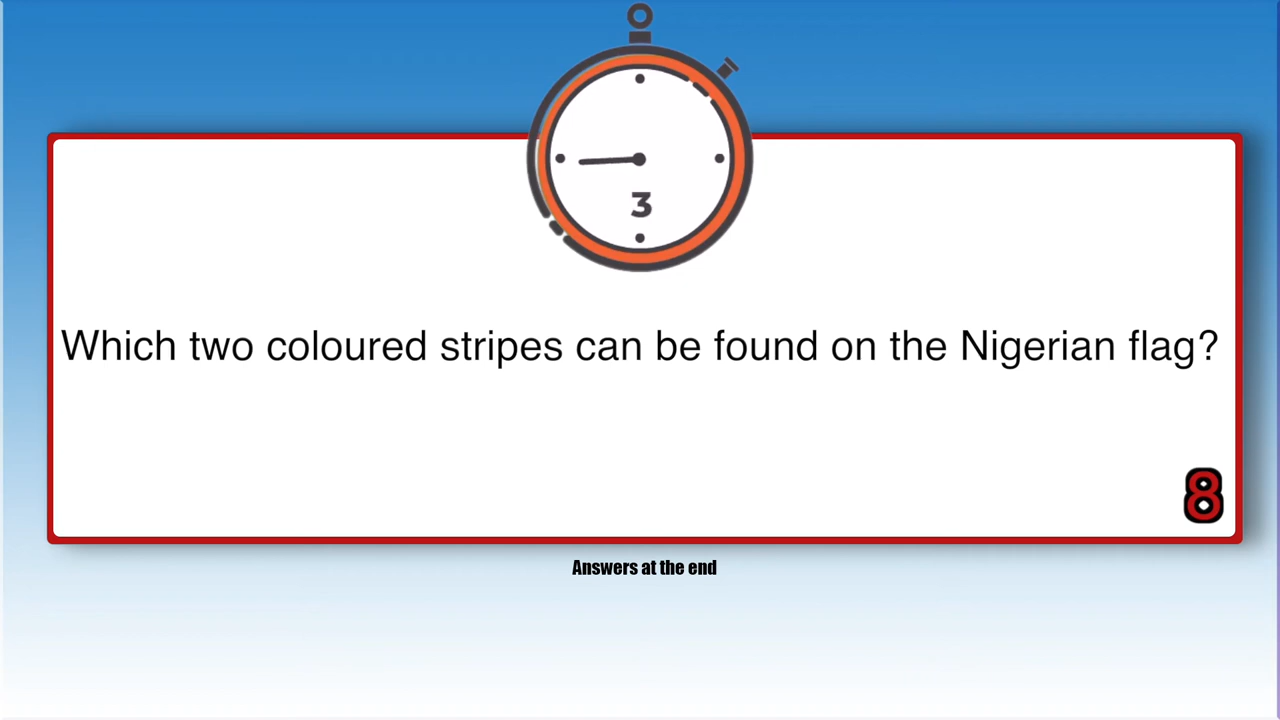 3
Which two coloured stripes can be found on the Nigerian flag?
8
Answers at the end